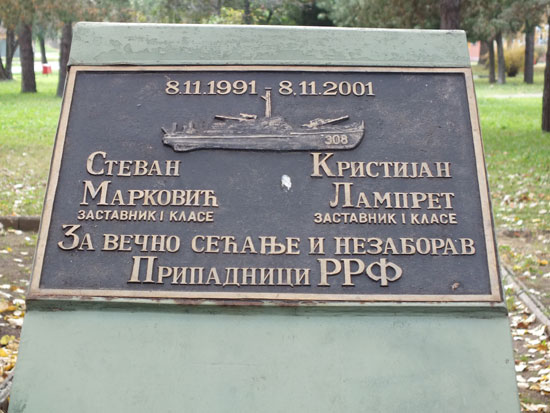 8.11.1991 - 8.11.2001
308
Стеван
Марковић
заставник I класе
Кристијан
Лампрет
заставник I класе
За вечно сећање и незаборав
Припадници РРФ